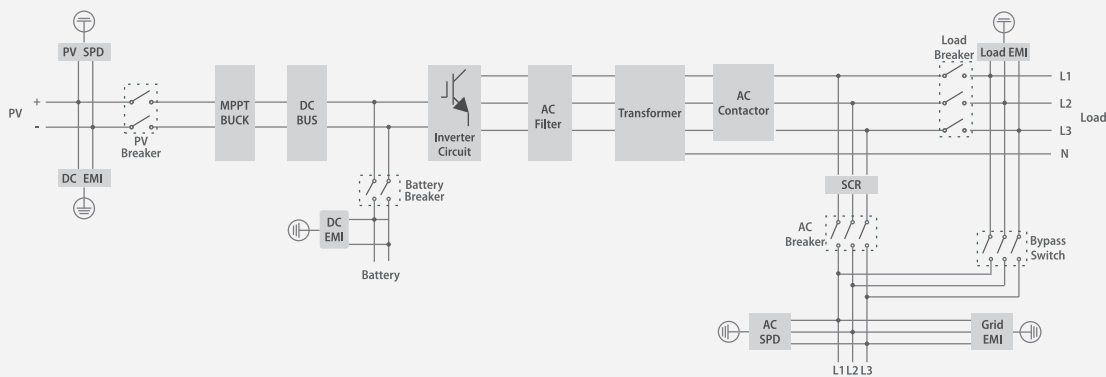 PV SPD
Load
Breaker
Load EMI
PV
+
-
PV
Breaker
DC EMI
MPPT
BUCK
DC
BUS
Inverter
Circuit
AC
Filter
Transformer
AC
Contactor
L1
L2
L3
Load
N
Battery
Breaker
DC
EMI
Battery
SCR
AC
Breaker
Bypass
Switch
AC
SPD
Grid
EMI
L1 L2 L3